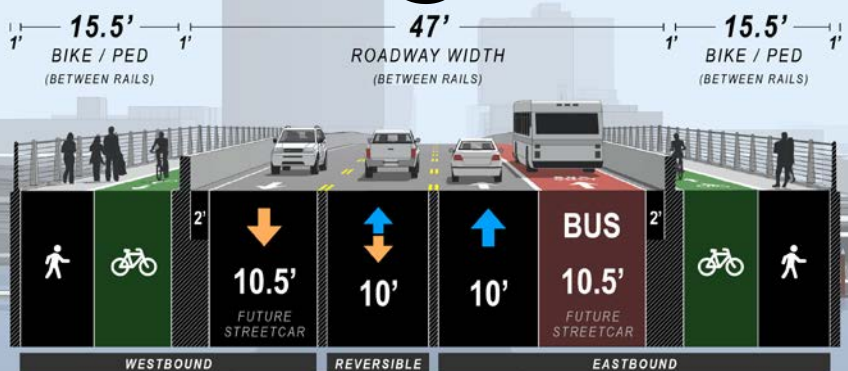 1' 15.5' 1' 47' 1' 15.5' 1'
BIKE / PED ROADWAY WIDTH BIKE / PED
(BETWEEN RAILS) (BETWEEN RAILS) (BETWEEN RAILS)
2' BUS 2'
10.5' 10' 10' 10.5'
FUTURE STREETCAR FUTURE STREETCAR
WESTBOUND REVERSIBLE EASTBOUND